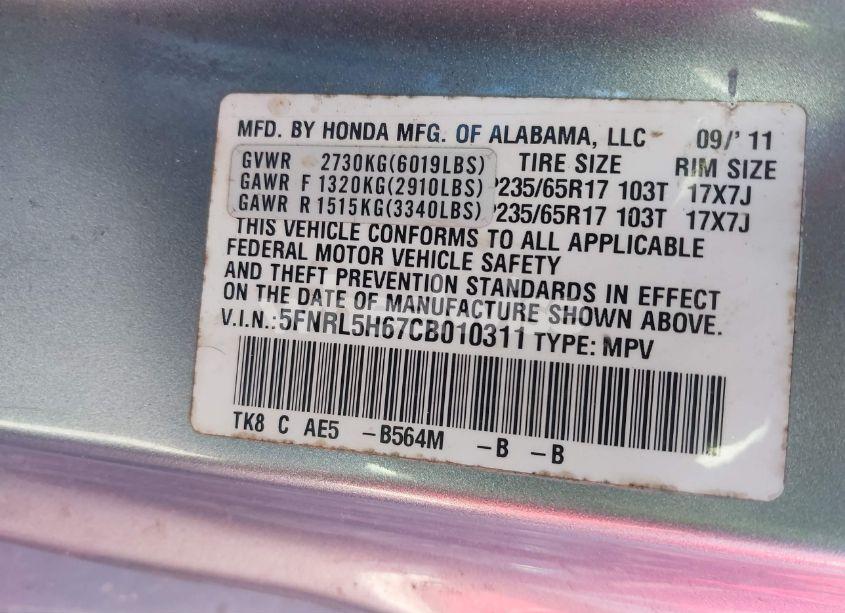 MFD. BY HONDA MFG. OF ALABAMA, LLC 09/' 11
GVWR 2730KG(6019LBS) TIRE SIZE RIM SIZE
GAWR F 1320KG(2910LBS) P235/65R17 103T 17X7J
GAWR R 1515KG(3340LBS) P235/65R17 103T 17X7J
THIS VEHICLE CONFORMS TO ALL APPLICABLE
FEDERAL MOTOR VEHICLE SAFETY
AND THEFT PREVENTION STANDARDS IN EFFECT
ON THE DATE OF MANUFACTURE SHOWN ABOVE.
V.I.N.: 5FNRL5H67CB010311 TYPE: MPV
TK8 C AE5 -B564M -B -B